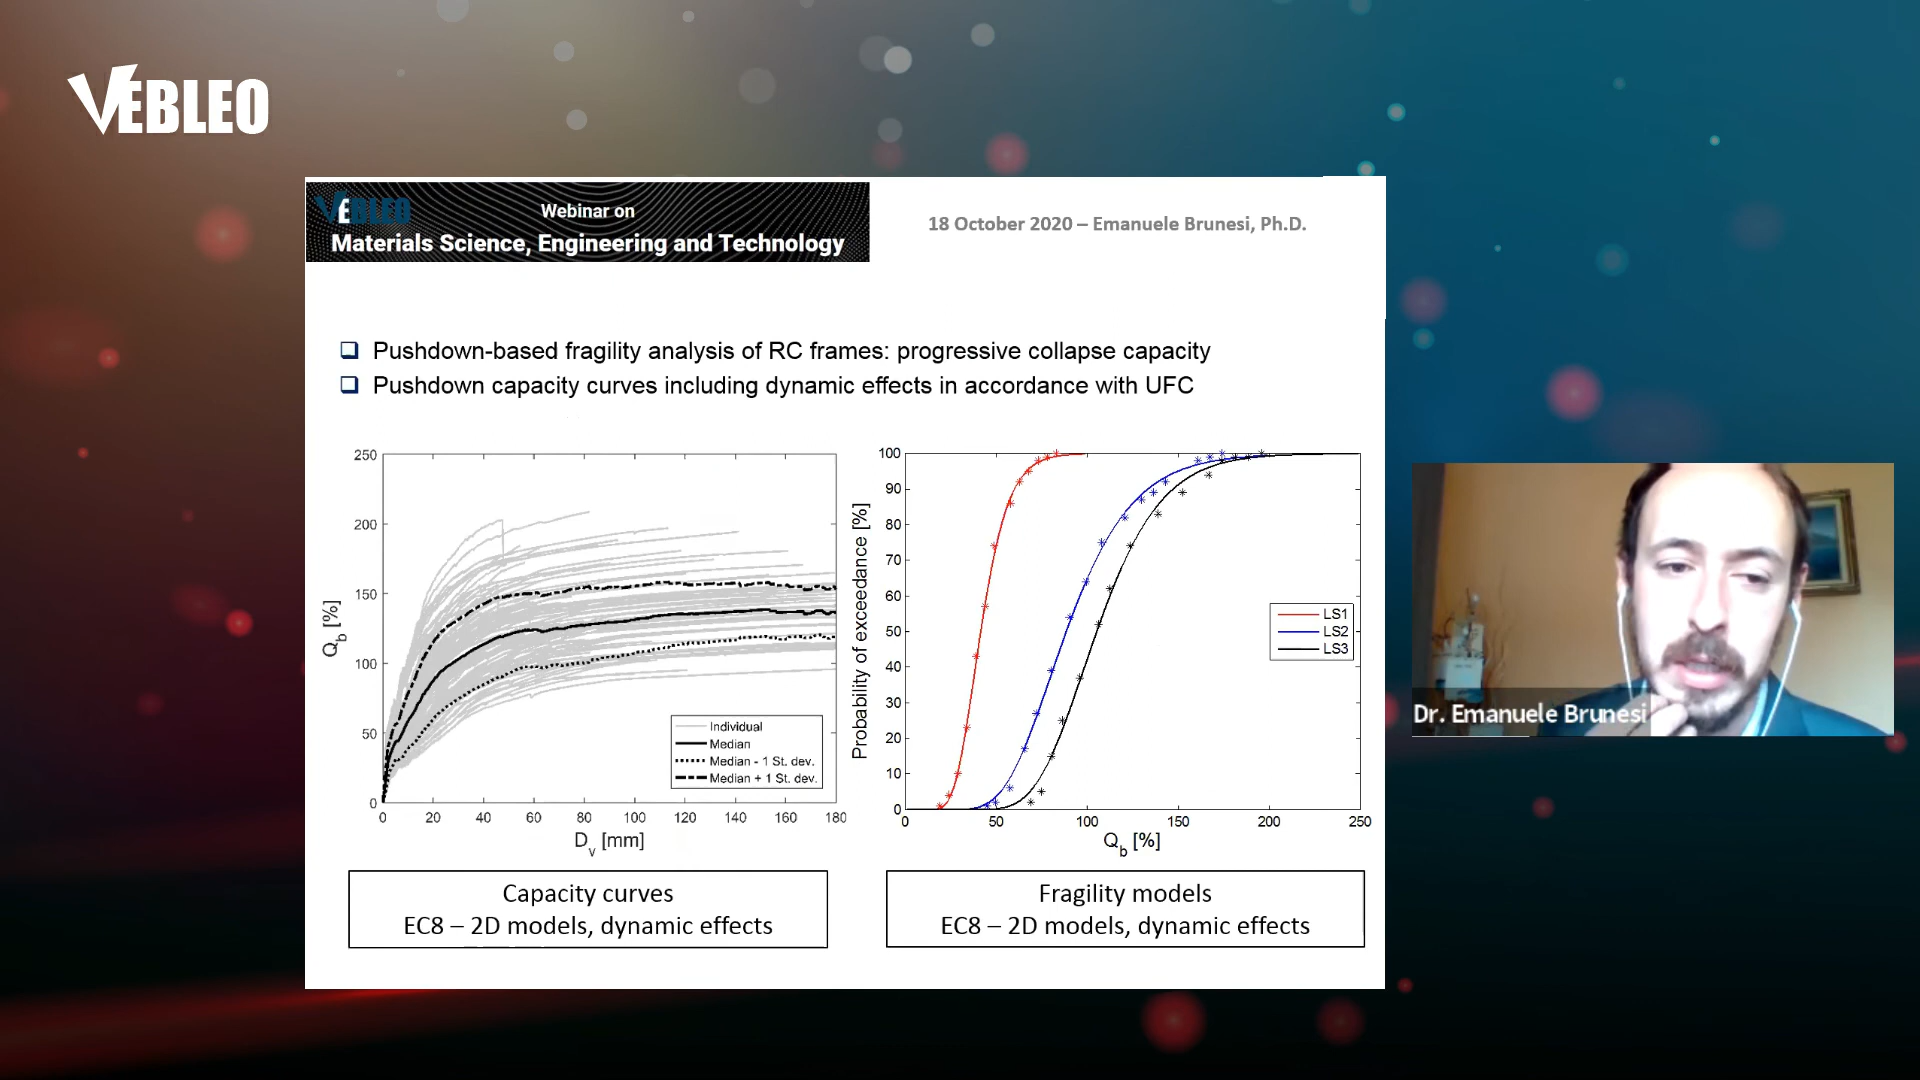 VEBLEO
VEBLEO
Webinar on
Materials Science, Engineering and Technology
18 October 2020 – Emanuele Brunesi, Ph.D.
Pushdown-based fragility analysis of RC frames: progressive collapse capacity
Pushdown capacity curves including dynamic effects in accordance with UFC
250
200
150
100
50
0
Qb [%]
0 20 40 60 80 100 120 140 160 180
Dv [mm]
Individual
Median
Median - 1 St. dev.
Median + 1 St. dev.
100
90
80
70
60
50
40
30
20
10
0
Probability of exceedance [%]
0 50 100 150 200 250
Qb [%]
LS1
LS2
LS3
Capacity curves
EC8 – 2D models, dynamic effects
Fragility models
EC8 – 2D models, dynamic effects
Dr. Emanuele Brunesi